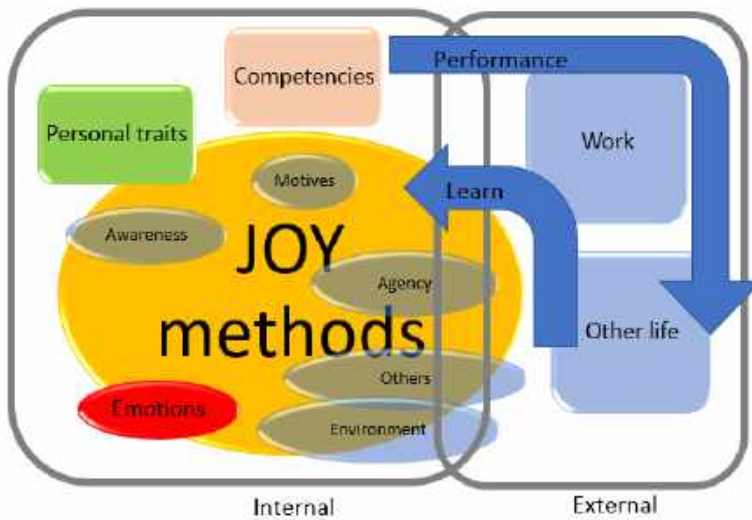 Competencies
Performance
Personal traits
Work
Motives
Learn
Awareness
JOY
methods
Agency
Other life
Others
Emotions
Environment
Internal
External